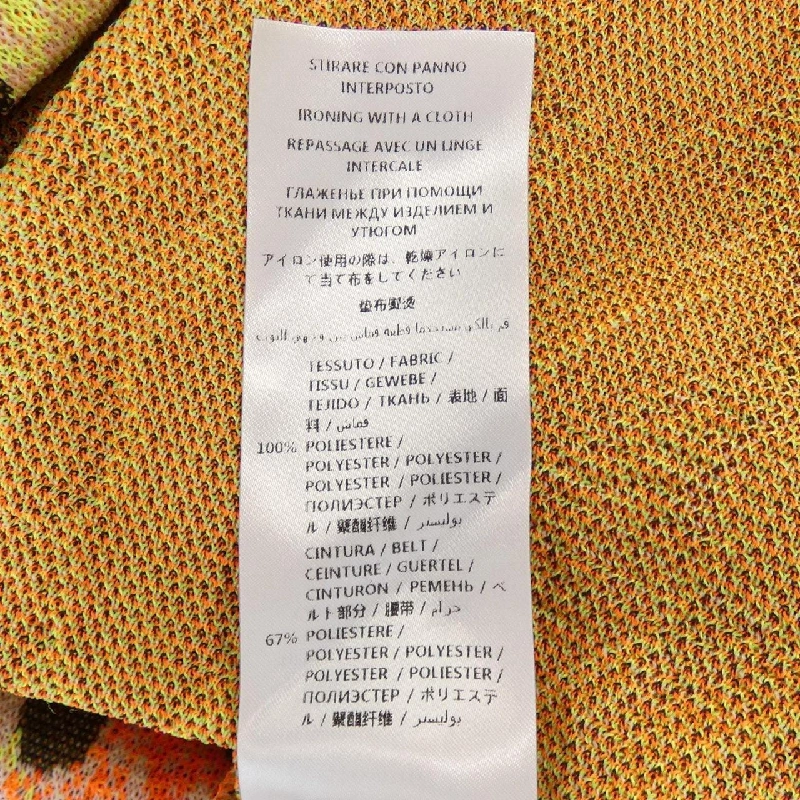 STIRARE CON PANNO
INTERPOSTO
IRONING WITH A CLOTH
REPASSAGE AVEC UN LINGE
INTERCALE
ГЛАЖЕНЬЕ ПРИ ПОМОЩИ
ТКАНИ МЕЖДУ ИЗДЕЛИЕМ И
УТЮГОМ
アイロン使用の際は、乾燥アイロンに
て当て布をしてください
垫布熨烫
TESSUTO / FABRIC /
TISSU / GEWEBE /
TEJIDO / ТКАНЬ / 表地 / 面
料 / قماش
100% POLIESTERE /
POLYESTER / POLYESTER /
POLYESTER / POLIESTER /
ПОЛИЭСТЕР / ポリエステ
ル / 聚酯纤维 / بوليستر
CINTURA / BELT /
CEINTURE / GUERTEL /
CINTURON / РЕМЕНЬ / ベ
ルト部分 / 腰带 / حزام
67% POLIESTERE /
POLYESTER / POLYESTER /
POLYESTER / POLIESTER /
ПОЛИЭСТЕР / ポリエステ
ル / 聚酯纤维 / بوليستر